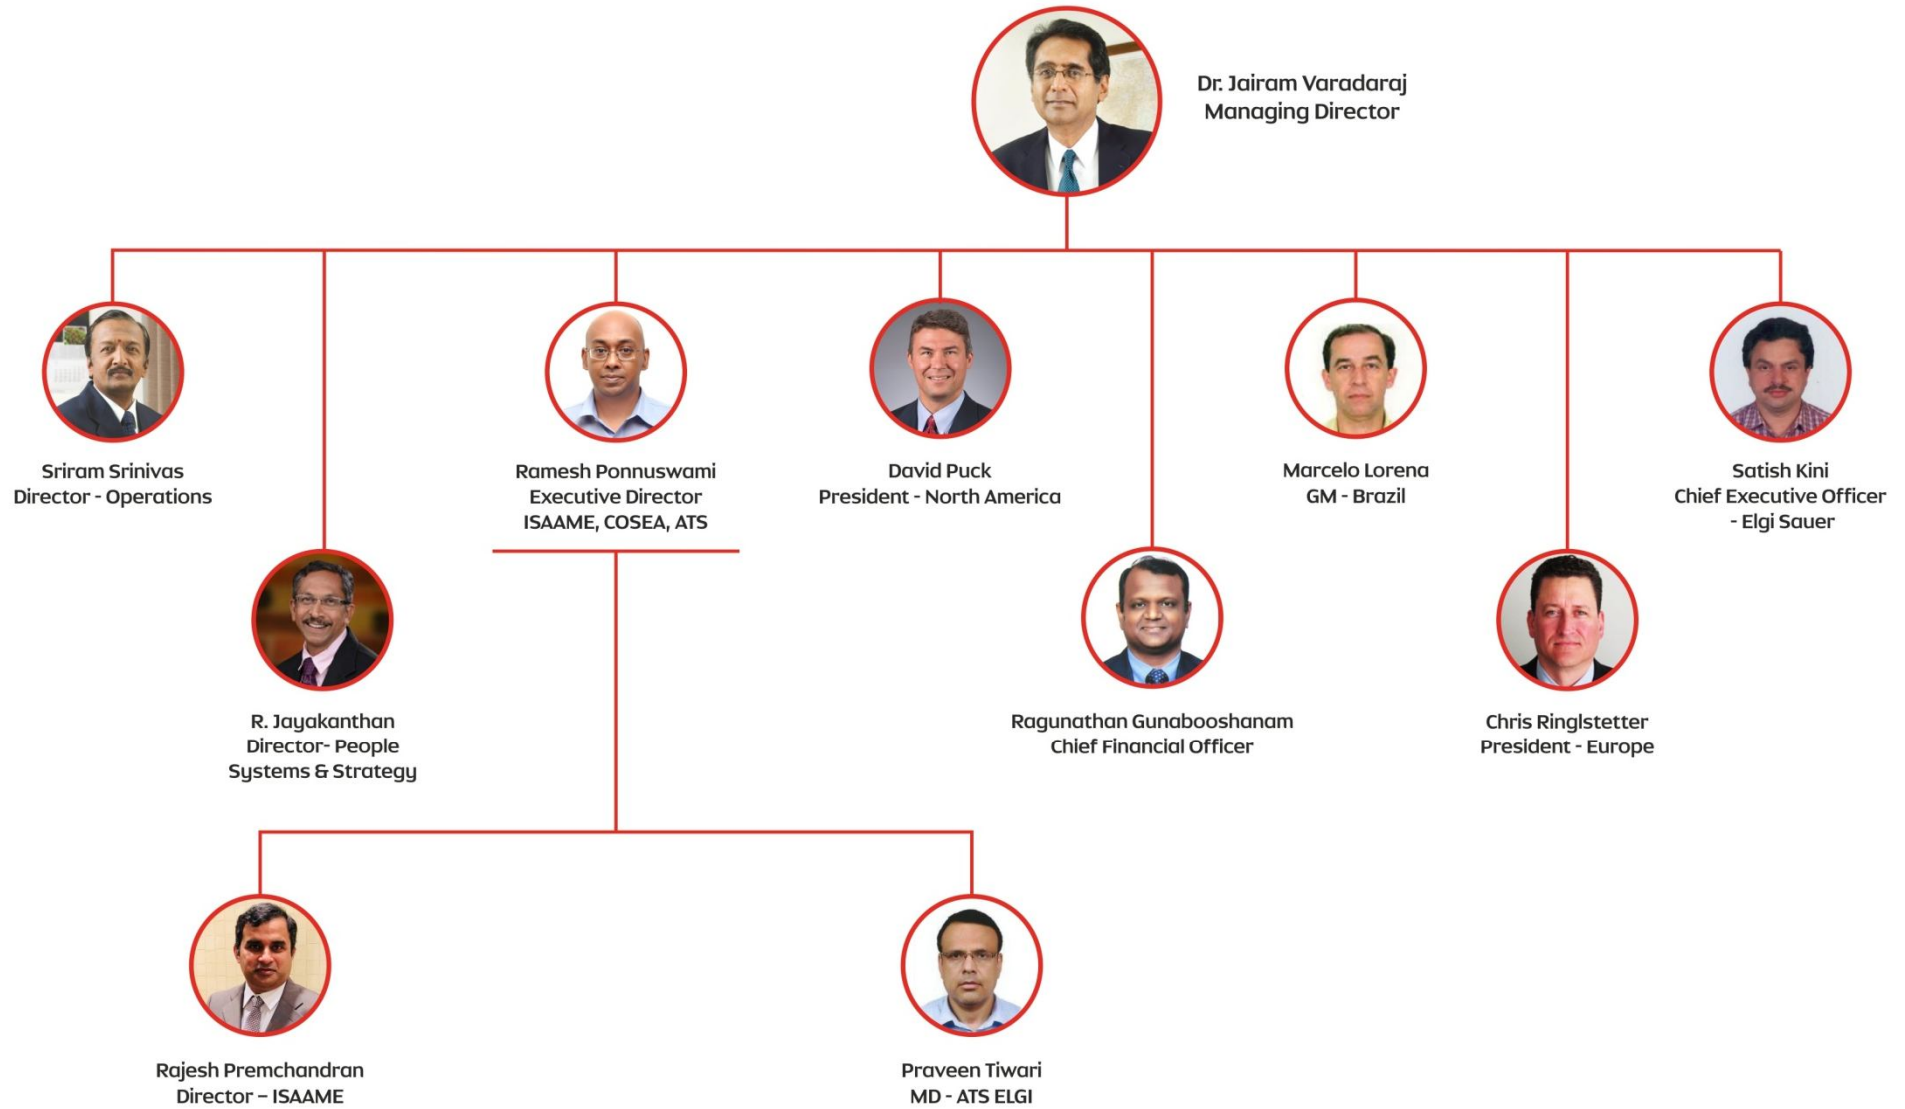 Dr. Jairam Varadaraj
Managing Director
Sriram Srinivas
Director - Operations
Ramesh Ponnuswami
Executive Director
ISAAME, COSEA, ATS
David Puck
President - North America
Marcelo Lorena
GM - Brazil
Satish Kini
Chief Executive Officer
- Elgi Sauer
R. Jayakanthan
Director- People
Systems & Strategy
Ragunathan Gunabooshanam
Chief Financial Officer
Chris Ringlstetter
President - Europe
Rajesh Premchandran
Director – ISAAME
Praveen Tiwari
MD - ATS ELGI